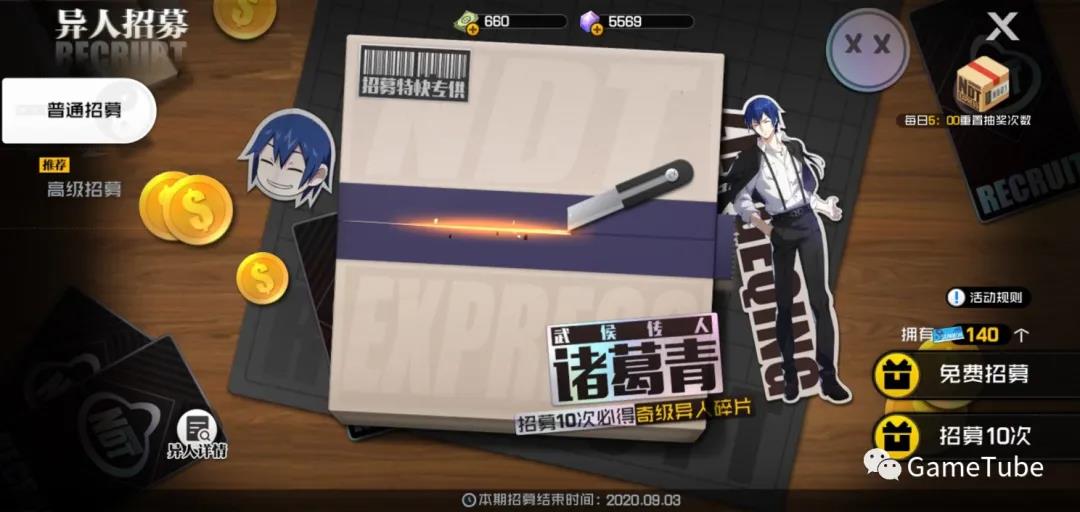 异人招募
RECRUIT
660
5569
招募特快专供
普通招募
推荐
高级招募
NDT
EXPRESS
每日5：00重置抽奖次数
RECRUIT
活动规则
拥有 140 个
免费招募
招募10次
武侯传人
诸葛青
招募10次必得奇级异人碎片
NDT
异人详情
GameTube
本期招募结束时间：2020.09.03